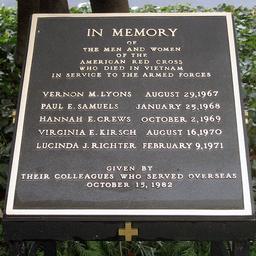 IN MEMORY
OF
THE MEN AND WOMEN
OF THE
AMERICAN RED CROSS
WHO DIED IN VIETNAM
IN SERVICE TO THE ARMED FORCES
VERNON M. LYONS AUGUST 29, 1967
PAUL E. SAMUELS JANUARY 25, 1968
HANNAH E. CREWS OCTOBER 2, 1969
VIRGINIA E. KIRSCH AUGUST 16, 1970
LUCINDA J. RICHTER FEBRUARY 9, 1971
GIVEN BY
THEIR COLLEAGUES WHO SERVED OVERSEAS
OCTOBER 15, 1982